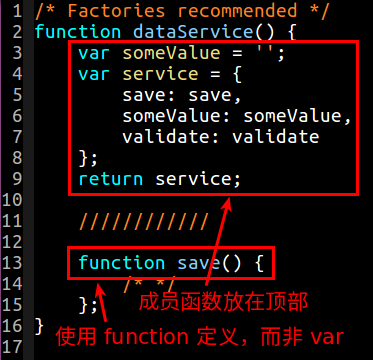 1 /* Factories recommended */
2 function dataService() {
3     var someValue = '';
4     var service = {
5         save: save,
6         someValue: someValue,
7         validate: validate
8     };
9     return service;
10
11     ////////////
12
13     function save() {
14         /* */
成员函数放在顶部
15     };
使用 function 定义，而非 var
16 }
17